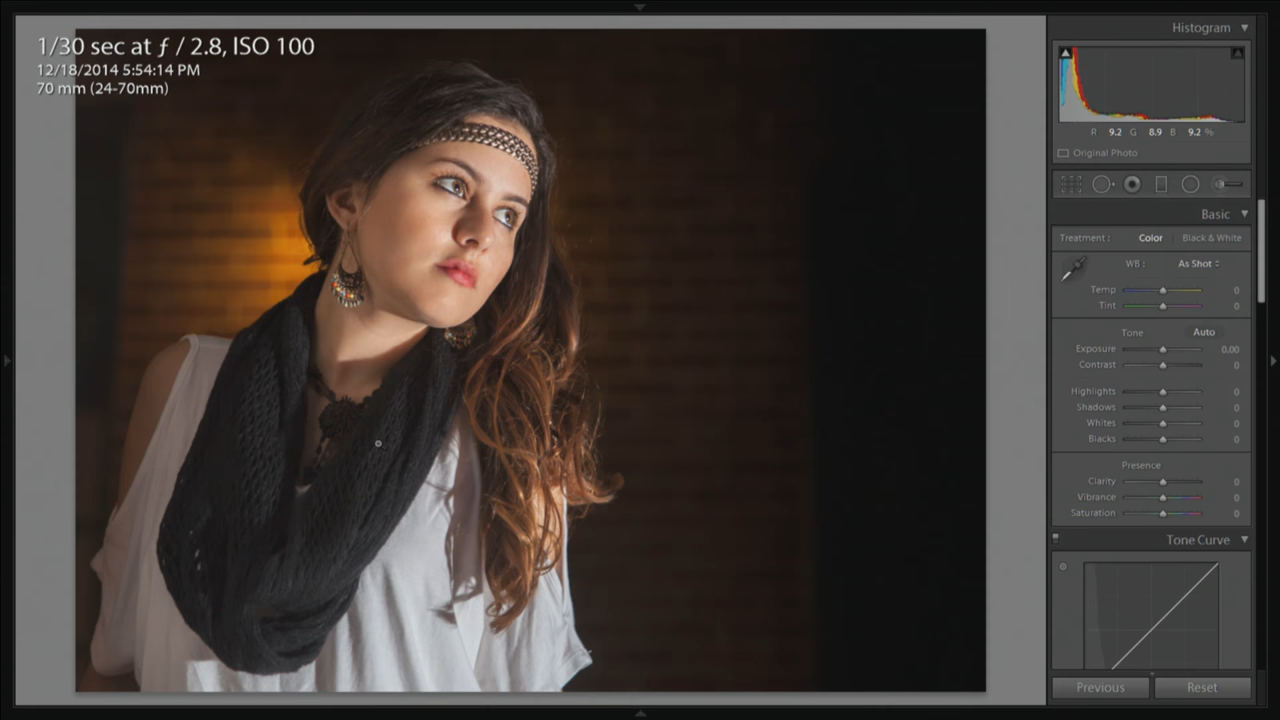 1/30 sec at ƒ / 2.8, ISO 100
12/18/2014 5:54:14 PM
70 mm (24-70mm)
Histogram
R 9.2 G 8.9 B 9.2 %
Original Photo
Basic
Treatment : Color Black & White
WB : As Shot
Temp 0
Tint 0
Tone Auto
Exposure 0.00
Contrast 0
Highlights 0
Shadows 0
Whites 0
Blacks 0
Presence
Clarity 0
Vibrance 0
Saturation 0
Tone Curve
Previous Reset